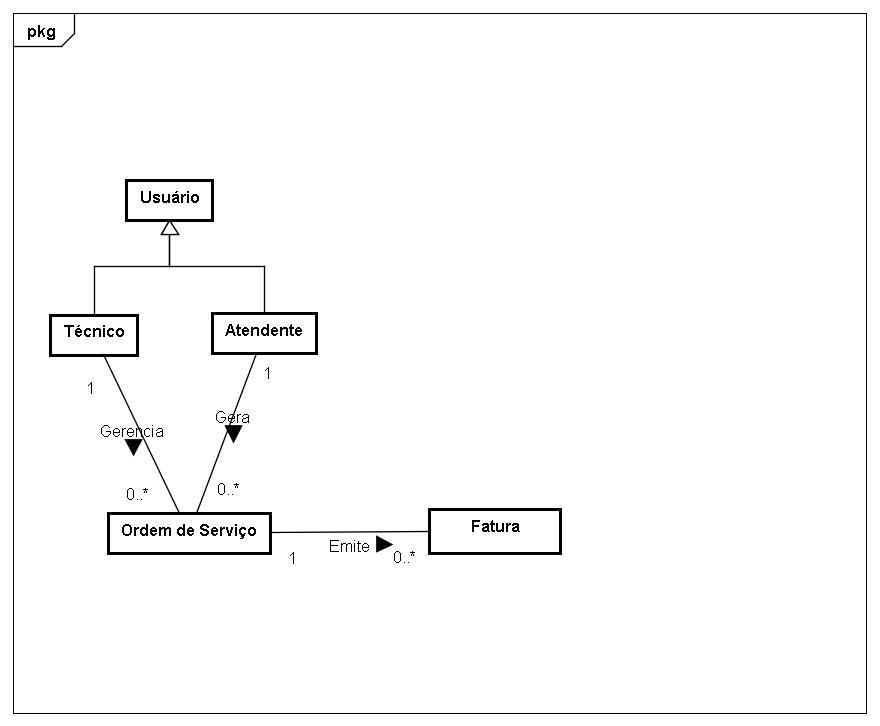 pkg
Usuário
Técnico
Atendente
1
1
Gera
Gerencia
0..*
0..*
Ordem de Serviço
Fatura
1
Emite
0..*